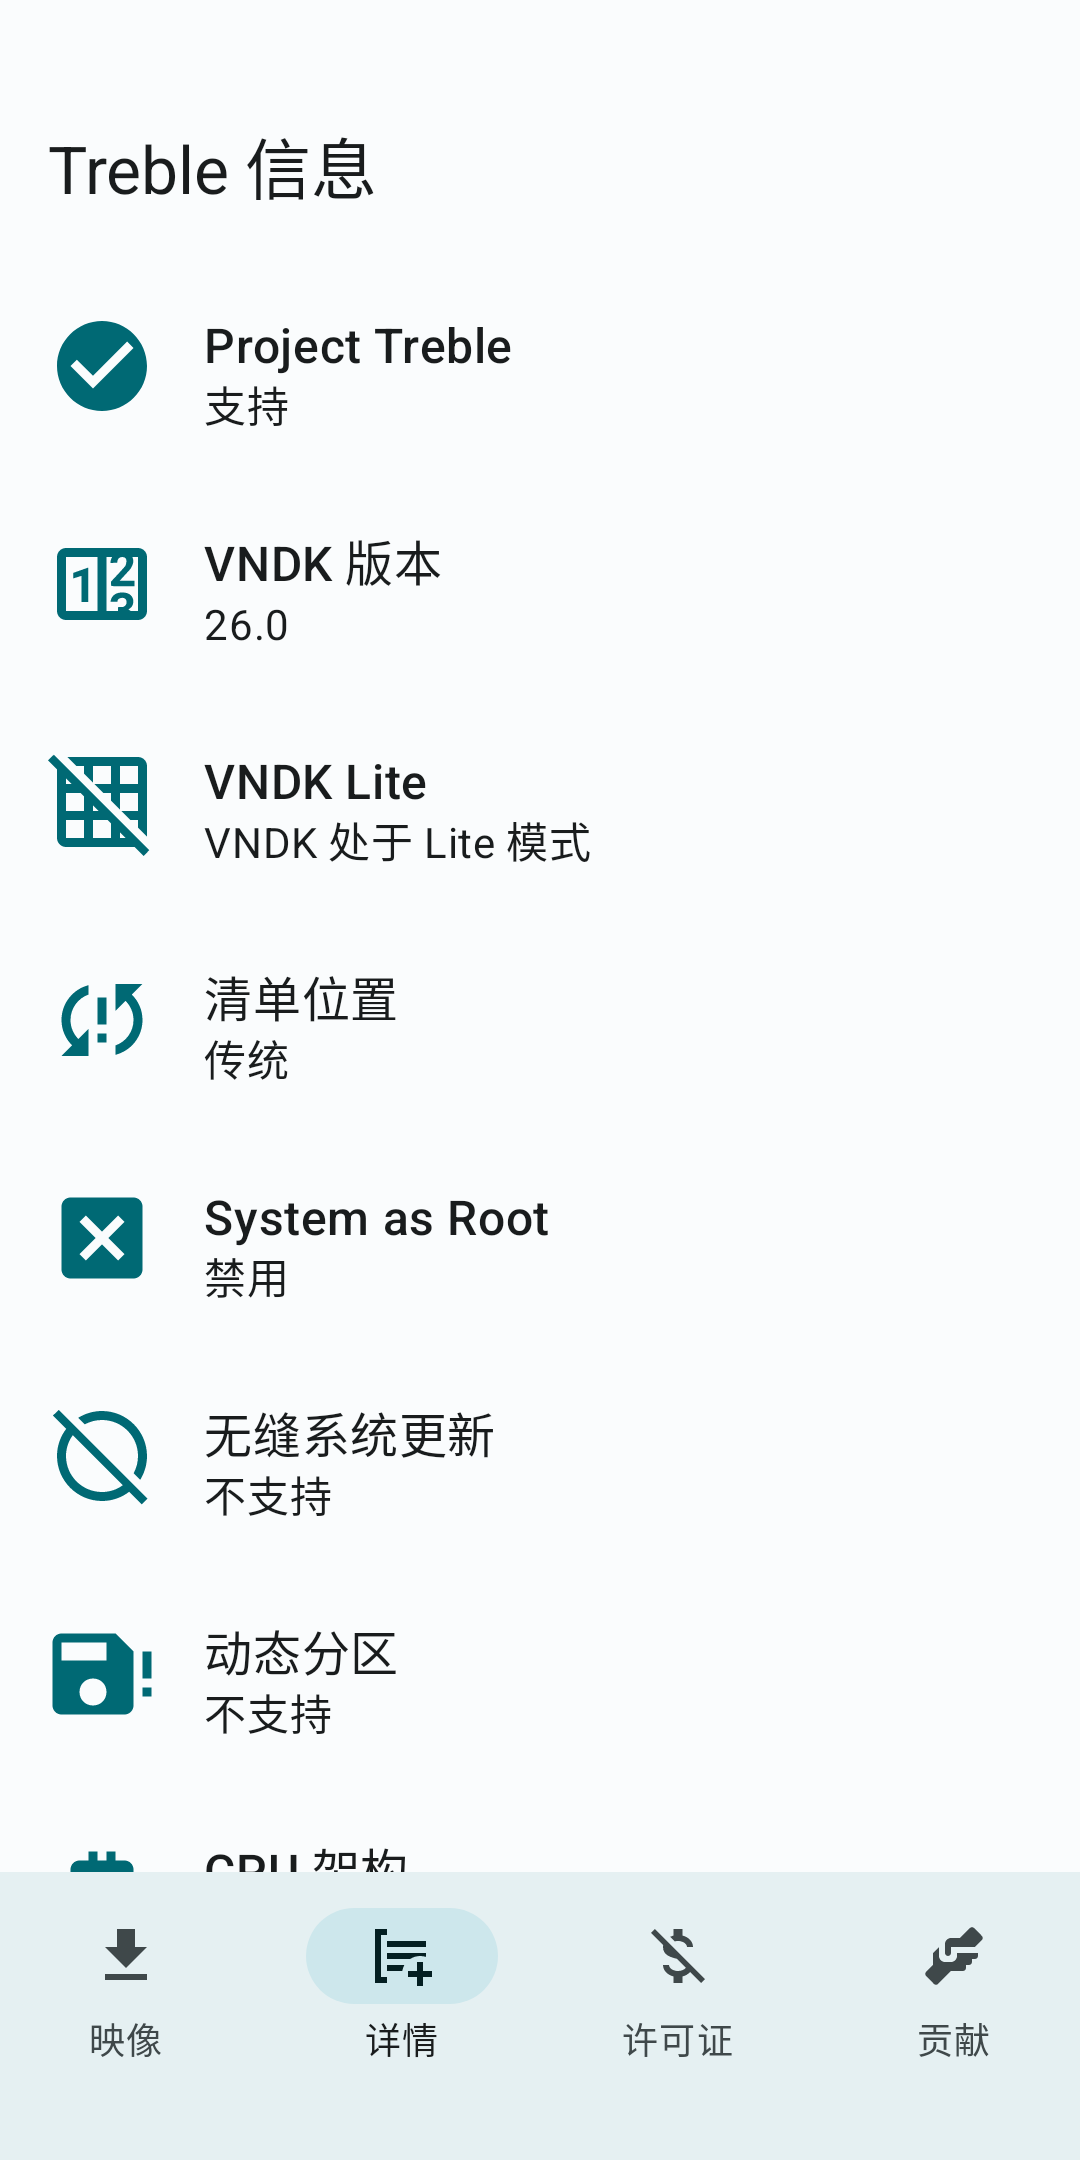 Treble 信息
Project Treble
支持
VNDK 版本
26.0
VNDK Lite
VNDK 处于 Lite 模式
清单位置
传统
System as Root
禁用
无缝系统更新
不支持
动态分区
不支持
CPU 架构
映像
详情
许可证
贡献